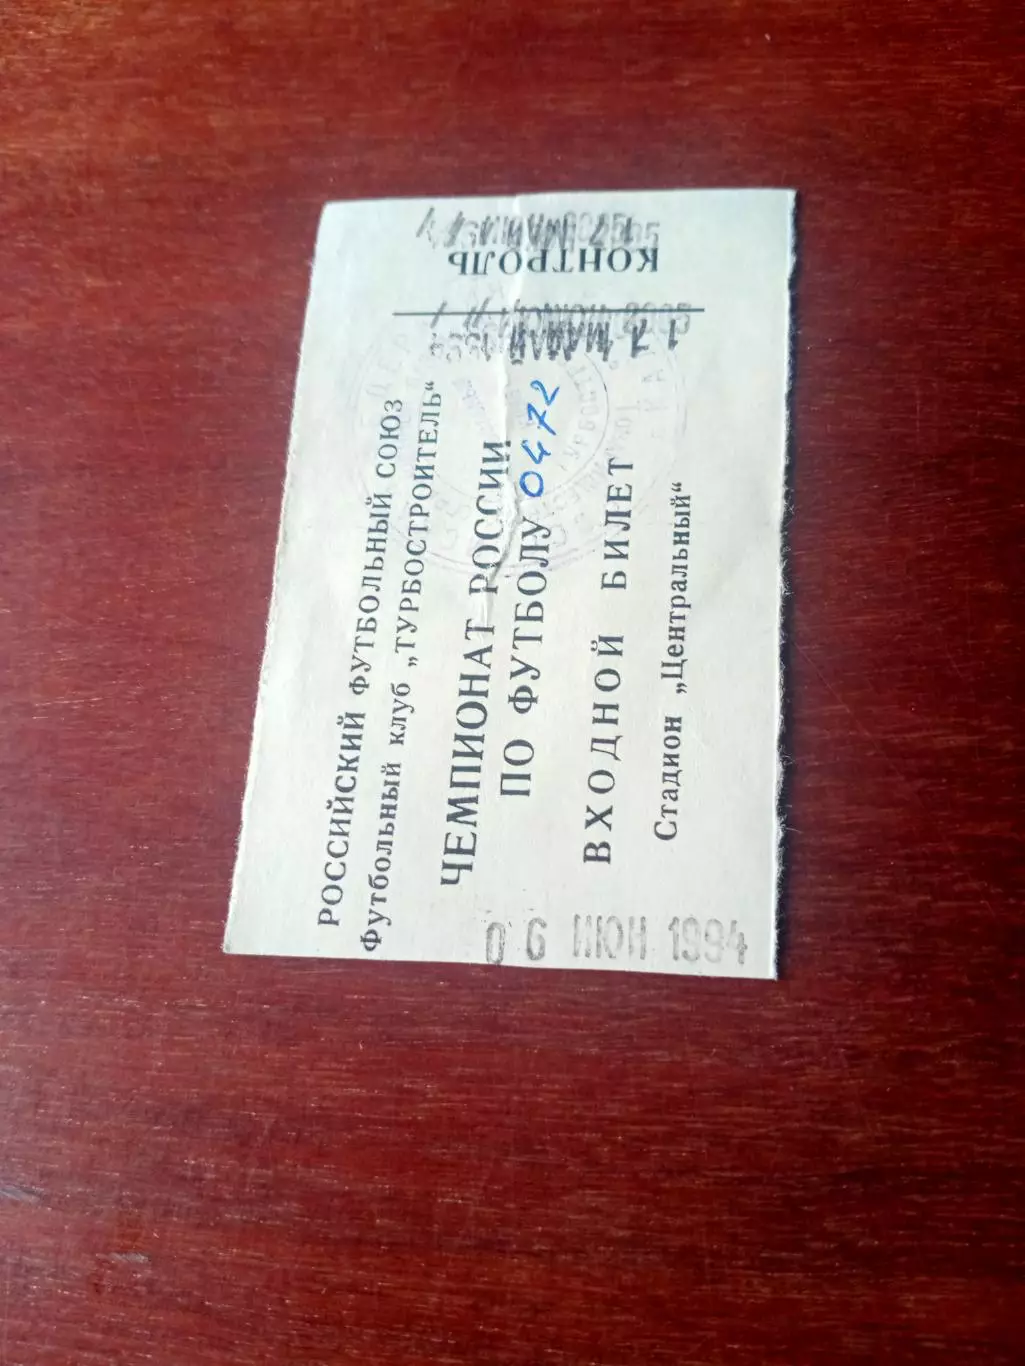 РОССИЙСКИЙ ФУТБОЛЬНЫЙ СОЮЗ
Футбольный клуб „ТУРБОСТРОИТЕЛЬ“
ЧЕМПИОНАТ РОССИИ
ПО ФУТБОЛУ 0472
ВХОДНОЙ БИЛЕТ
Стадион „Центральный“
06 ИЮН 1994
КОНТРОЛЬ